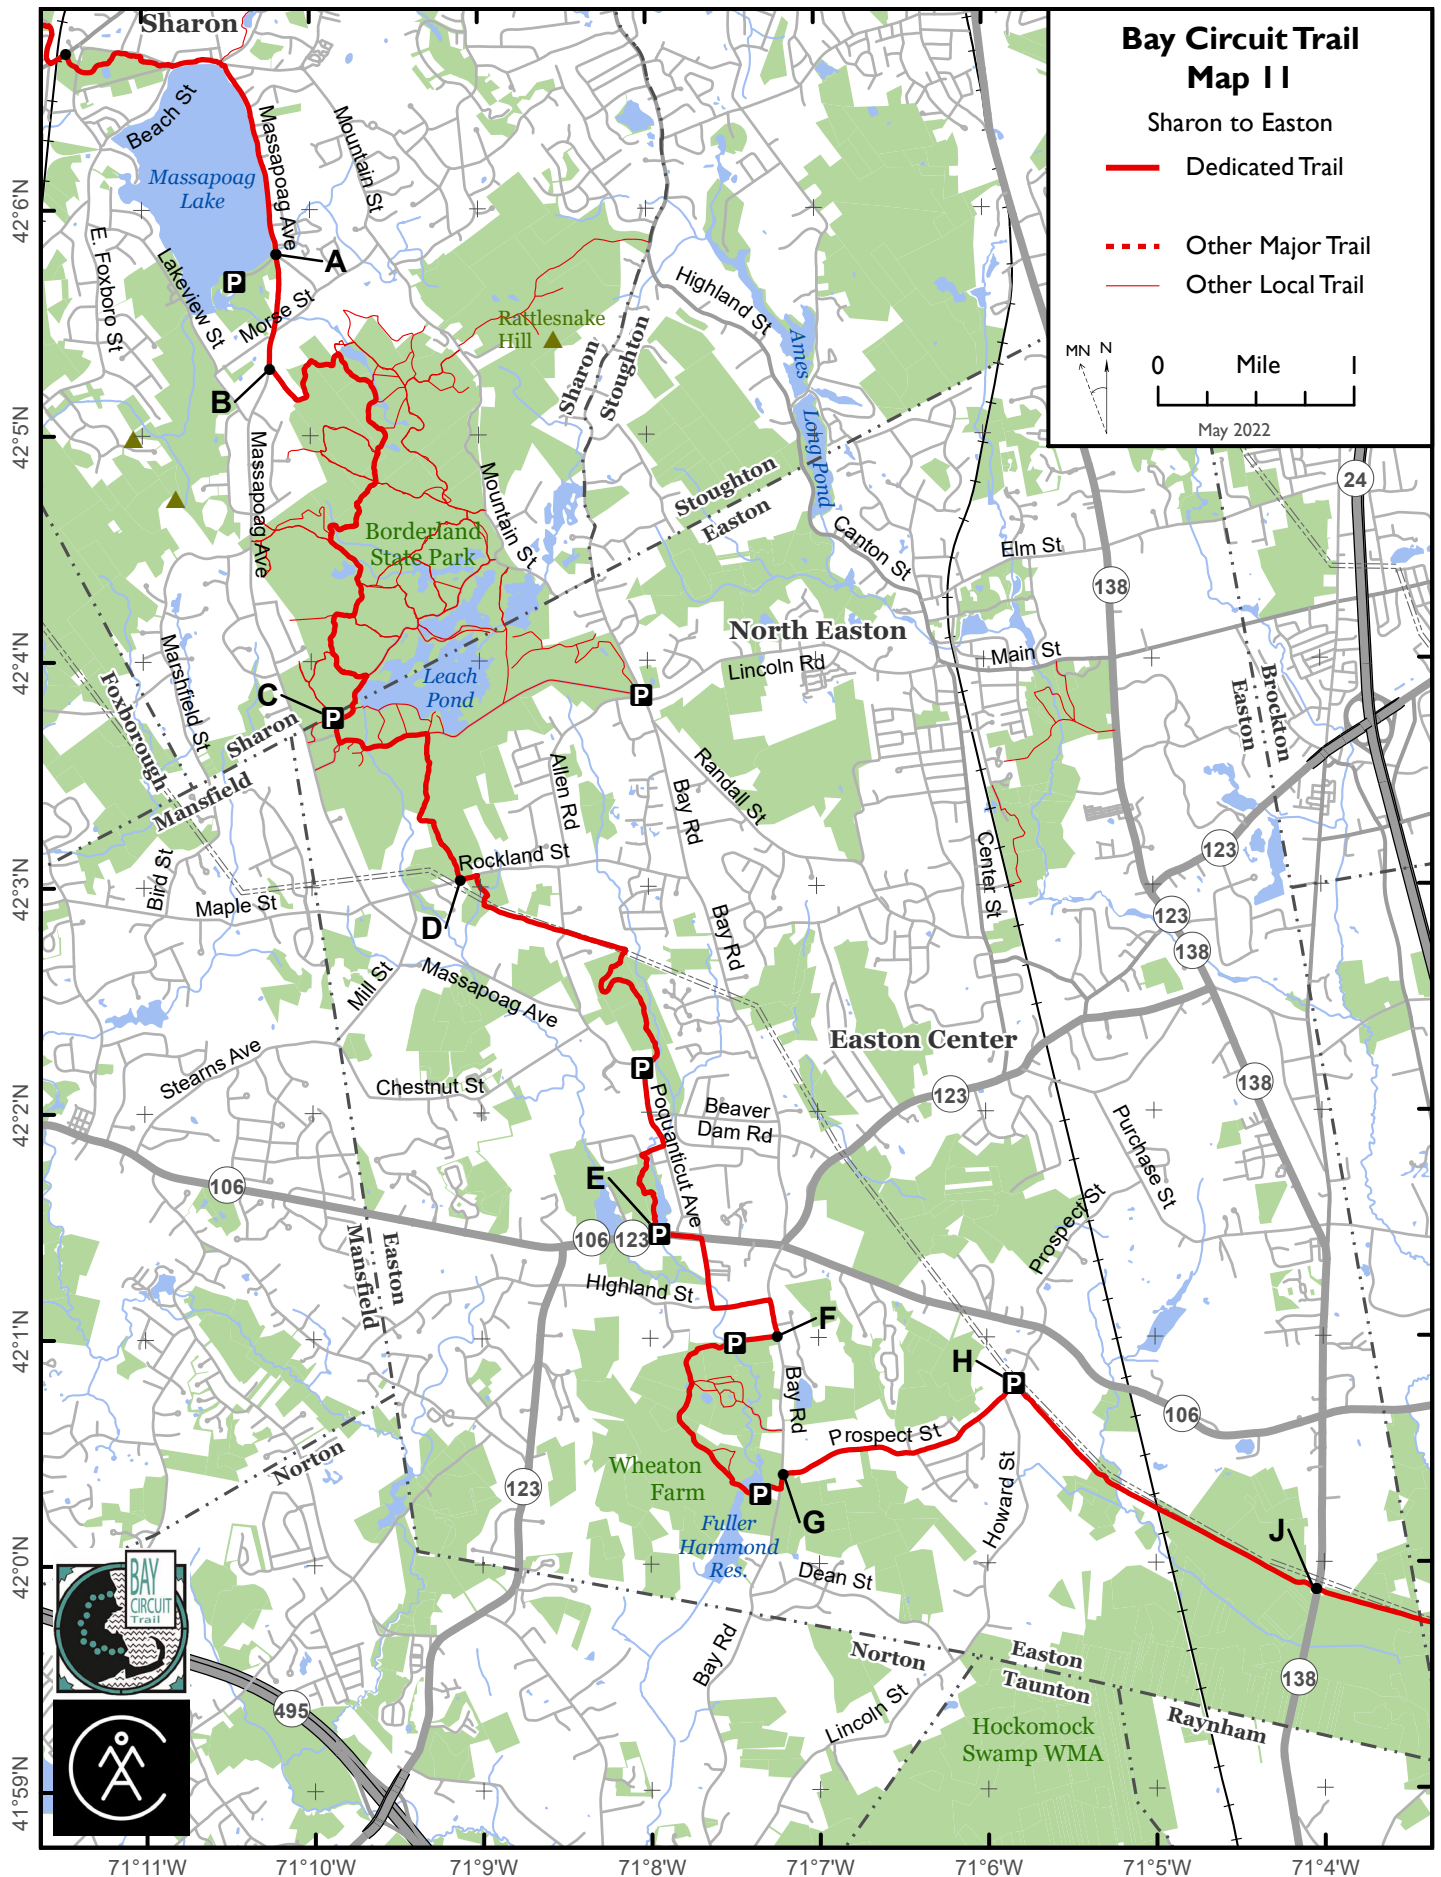 Bay Circuit Trail
Map 11
Sharon to Easton
Dedicated Trail
Other Major Trail
Other Local Trail
MN N
0 Mile 1
May 2022
Sharon
Beach St
Massapoag Ave
Mountain St
Massapoag
Lake
42°6'N
E. Foxboro St
Lakeview St
A
P
Morse St
Highland St
Rattlesnake
Hill
Sharon
Stoughton
Ames
Long Pond
B
42°5'N
Massapoag Ave
Mountain St
Stoughton
Easton
24
Borderland
State Park
Canton St
Elm St
138
North Easton
Lincoln Rd
Main St
42°4'N
Marshfield St
Foxborough
Leach
Pond
C
P
P
Sharon
Mansfield
Brockton
Easton
Allen Rd
Bay Rd
Randall St
Center St
123
Rockland St
Bird St
Maple St
42°3'N
D
Bay Rd
123
138
Mill St
Massapoag Ave
Easton Center
Stearns Ave
Chestnut St
P
Poquanticut Ave
Beaver
Dam Rd
123
138
Purchase St
42°2'N
106
E
106
123
P
Prospect St
Easton
Mansfield
HIghland St
F
P
42°1'N
H
P
Bay Rd
106
Prospect St
Norton
Wheaton
Farm
123
P
G
Howard St
Fuller
Hammond
Res.
J
Dean St
42°0'N
BAY
CIRCUIT
Trail
Bay Rd
Norton
Easton
Taunton
138
Raynham
Lincoln St
Hockomock
Swamp WMA
495
41°59'N
71°11'W
71°10'W
71°9'W
71°8'W
71°7'W
71°6'W
71°5'W
71°4'W